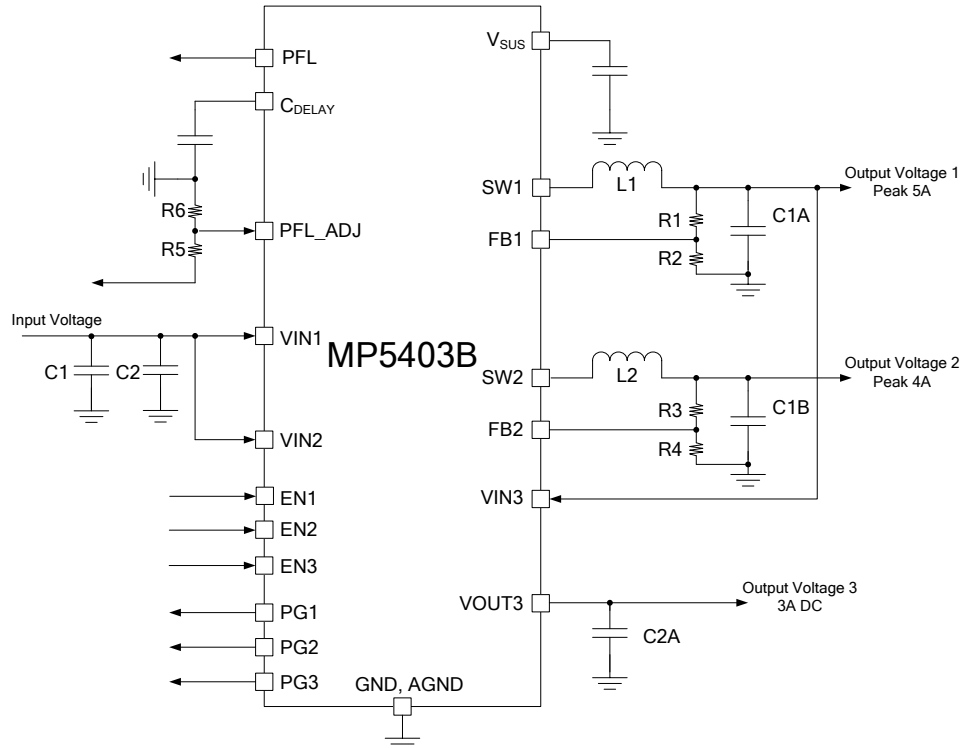 PFL
CDELAY
R6
PFL_ADJ
R5
Input Voltage
VIN1
C1
C2
VIN2
EN1
EN2
EN3
PG1
PG2
PG3
GND, AGND
MP5403B
VSUS
SW1
L1
Output Voltage 1
Peak 5A
R1
C1A
FB1
R2
SW2
L2
Output Voltage 2
Peak 4A
R3
C1B
FB2
R4
VIN3
VOUT3
Output Voltage 3
3A DC
C2A